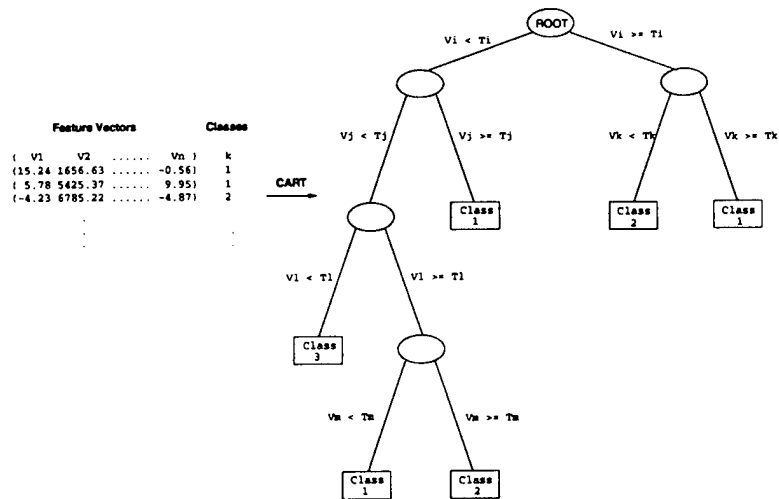 ROOT
Vi < Ti
Vi >= Ti
Feature Vectors
Classes
( V1 V2 ...... Vn ) k
(15.24 1656.63 ...... -0.56) 1
( 5.78 5425.37 ...... 9.95) 1
(-4.23 6785.22 ...... -4.87) 2
CART
Vj < Tj
Vj >= Tj
Vk < Tk
Vk >= Tk
Class
1
Class
2
Class
1
Vl < Tl
Vl >= Tl
Class
3
Vm < Tm
Vm >= Tm
Class
1
Class
2